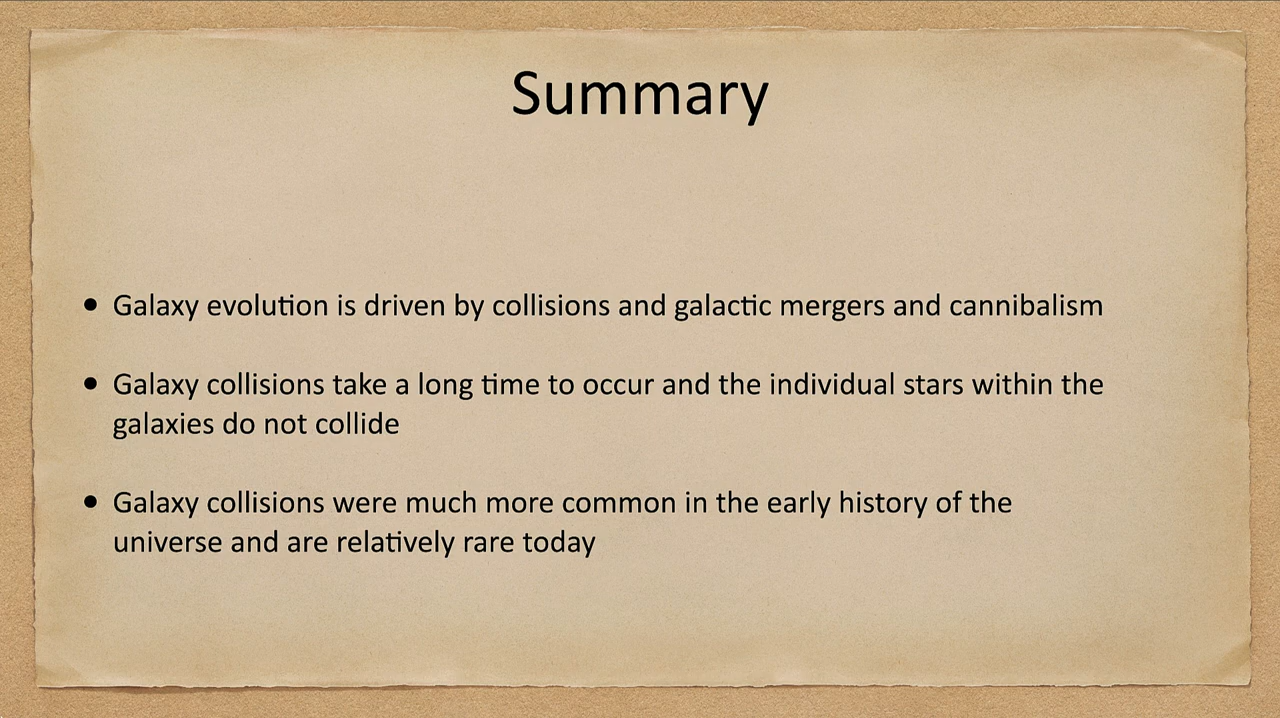 Summary
• Galaxy evolution is driven by collisions and galactic mergers and cannibalism
• Galaxy collisions take a long time to occur and the individual stars within the
galaxies do not collide
• Galaxy collisions were much more common in the early history of the
universe and are relatively rare today